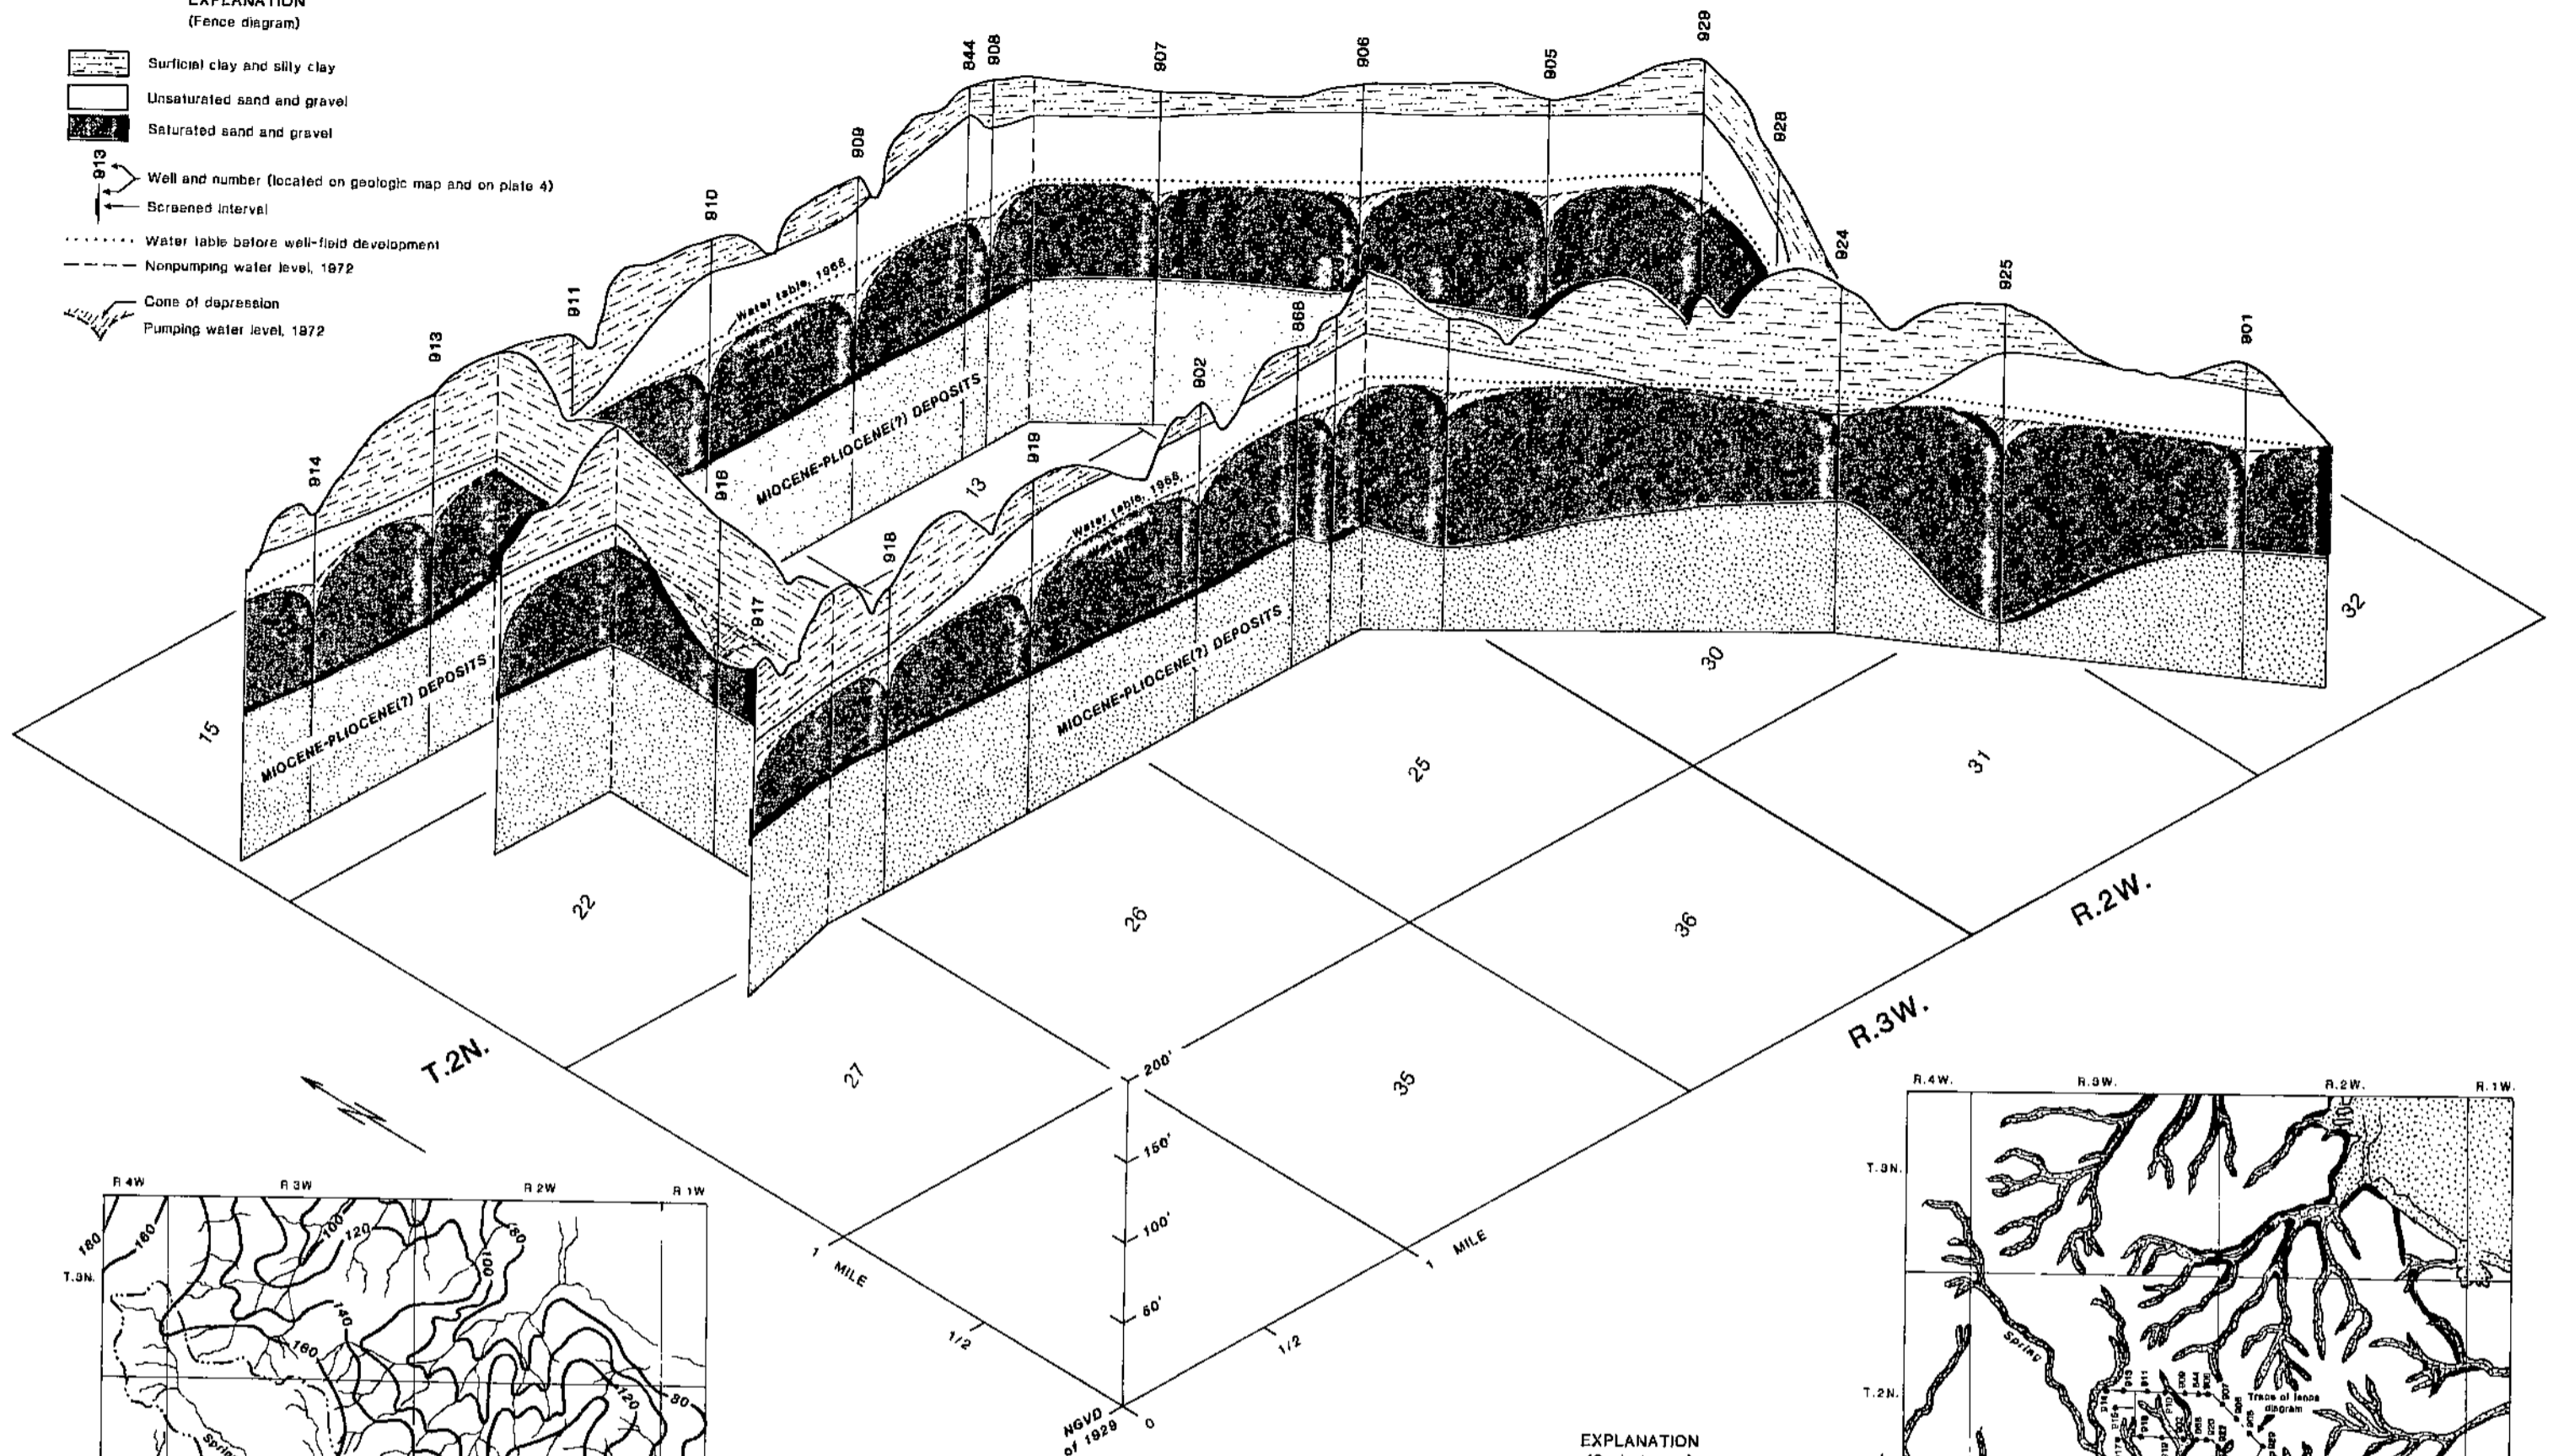 EXPLANATION
(Fence diagram)
Surficial clay and silty clay
Unsaturated sand and gravel
Saturated sand and gravel
913
Well and number (located on geologic map and on plate 4)
Screened interval
Water table before well-field development
Nonpumping water level, 1972
Cone of depression
Pumping water level, 1972
844
908
907
906
905
929
928
924
925
901
909
910
911
913
914
868
902
919
916
918
917
Water table, 1968
Water table, 1968
MIOCENE-PLIOCENE(?) DEPOSITS
MIOCENE-PLIOCENE(?) DEPOSITS
MIOCENE-PLIOCENE(?) DEPOSITS
13
15
22
27
26
25
30
31
32
36
35
T.2N.
R.3W.
R.2W.
200'
150'
100'
50'
NGVD
of 1929
0
1/2
1
MILE
1/2
1
MILE
R 4W
R 3W
R 2W
R 1W
T.3N.
180
160
100
120
80
100
140
160
120
80
R.4W.
R.3W.
R.2W.
R.1W.
T.3N.
T.2N.
Spring
Trace of fence
diagram
EXPLANATION